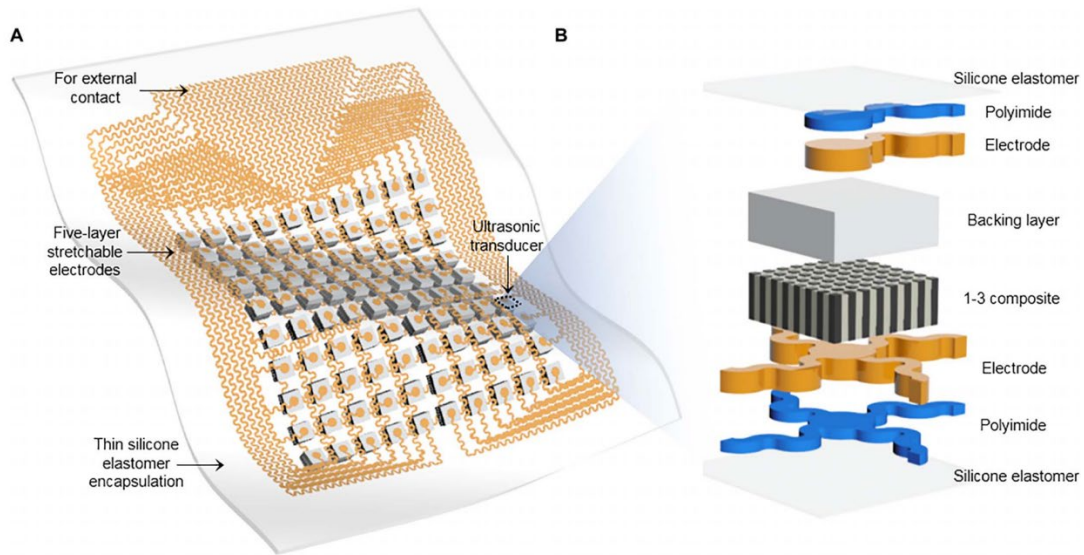 A
For external
contact
Five-layer
stretchable
electrodes
Ultrasonic
transducer
Thin silicone
elastomer
encapsulation
B
Silicone elastomer
Polyimide
Electrode
Backing layer
1-3 composite
Electrode
Polyimide
Silicone elastomer